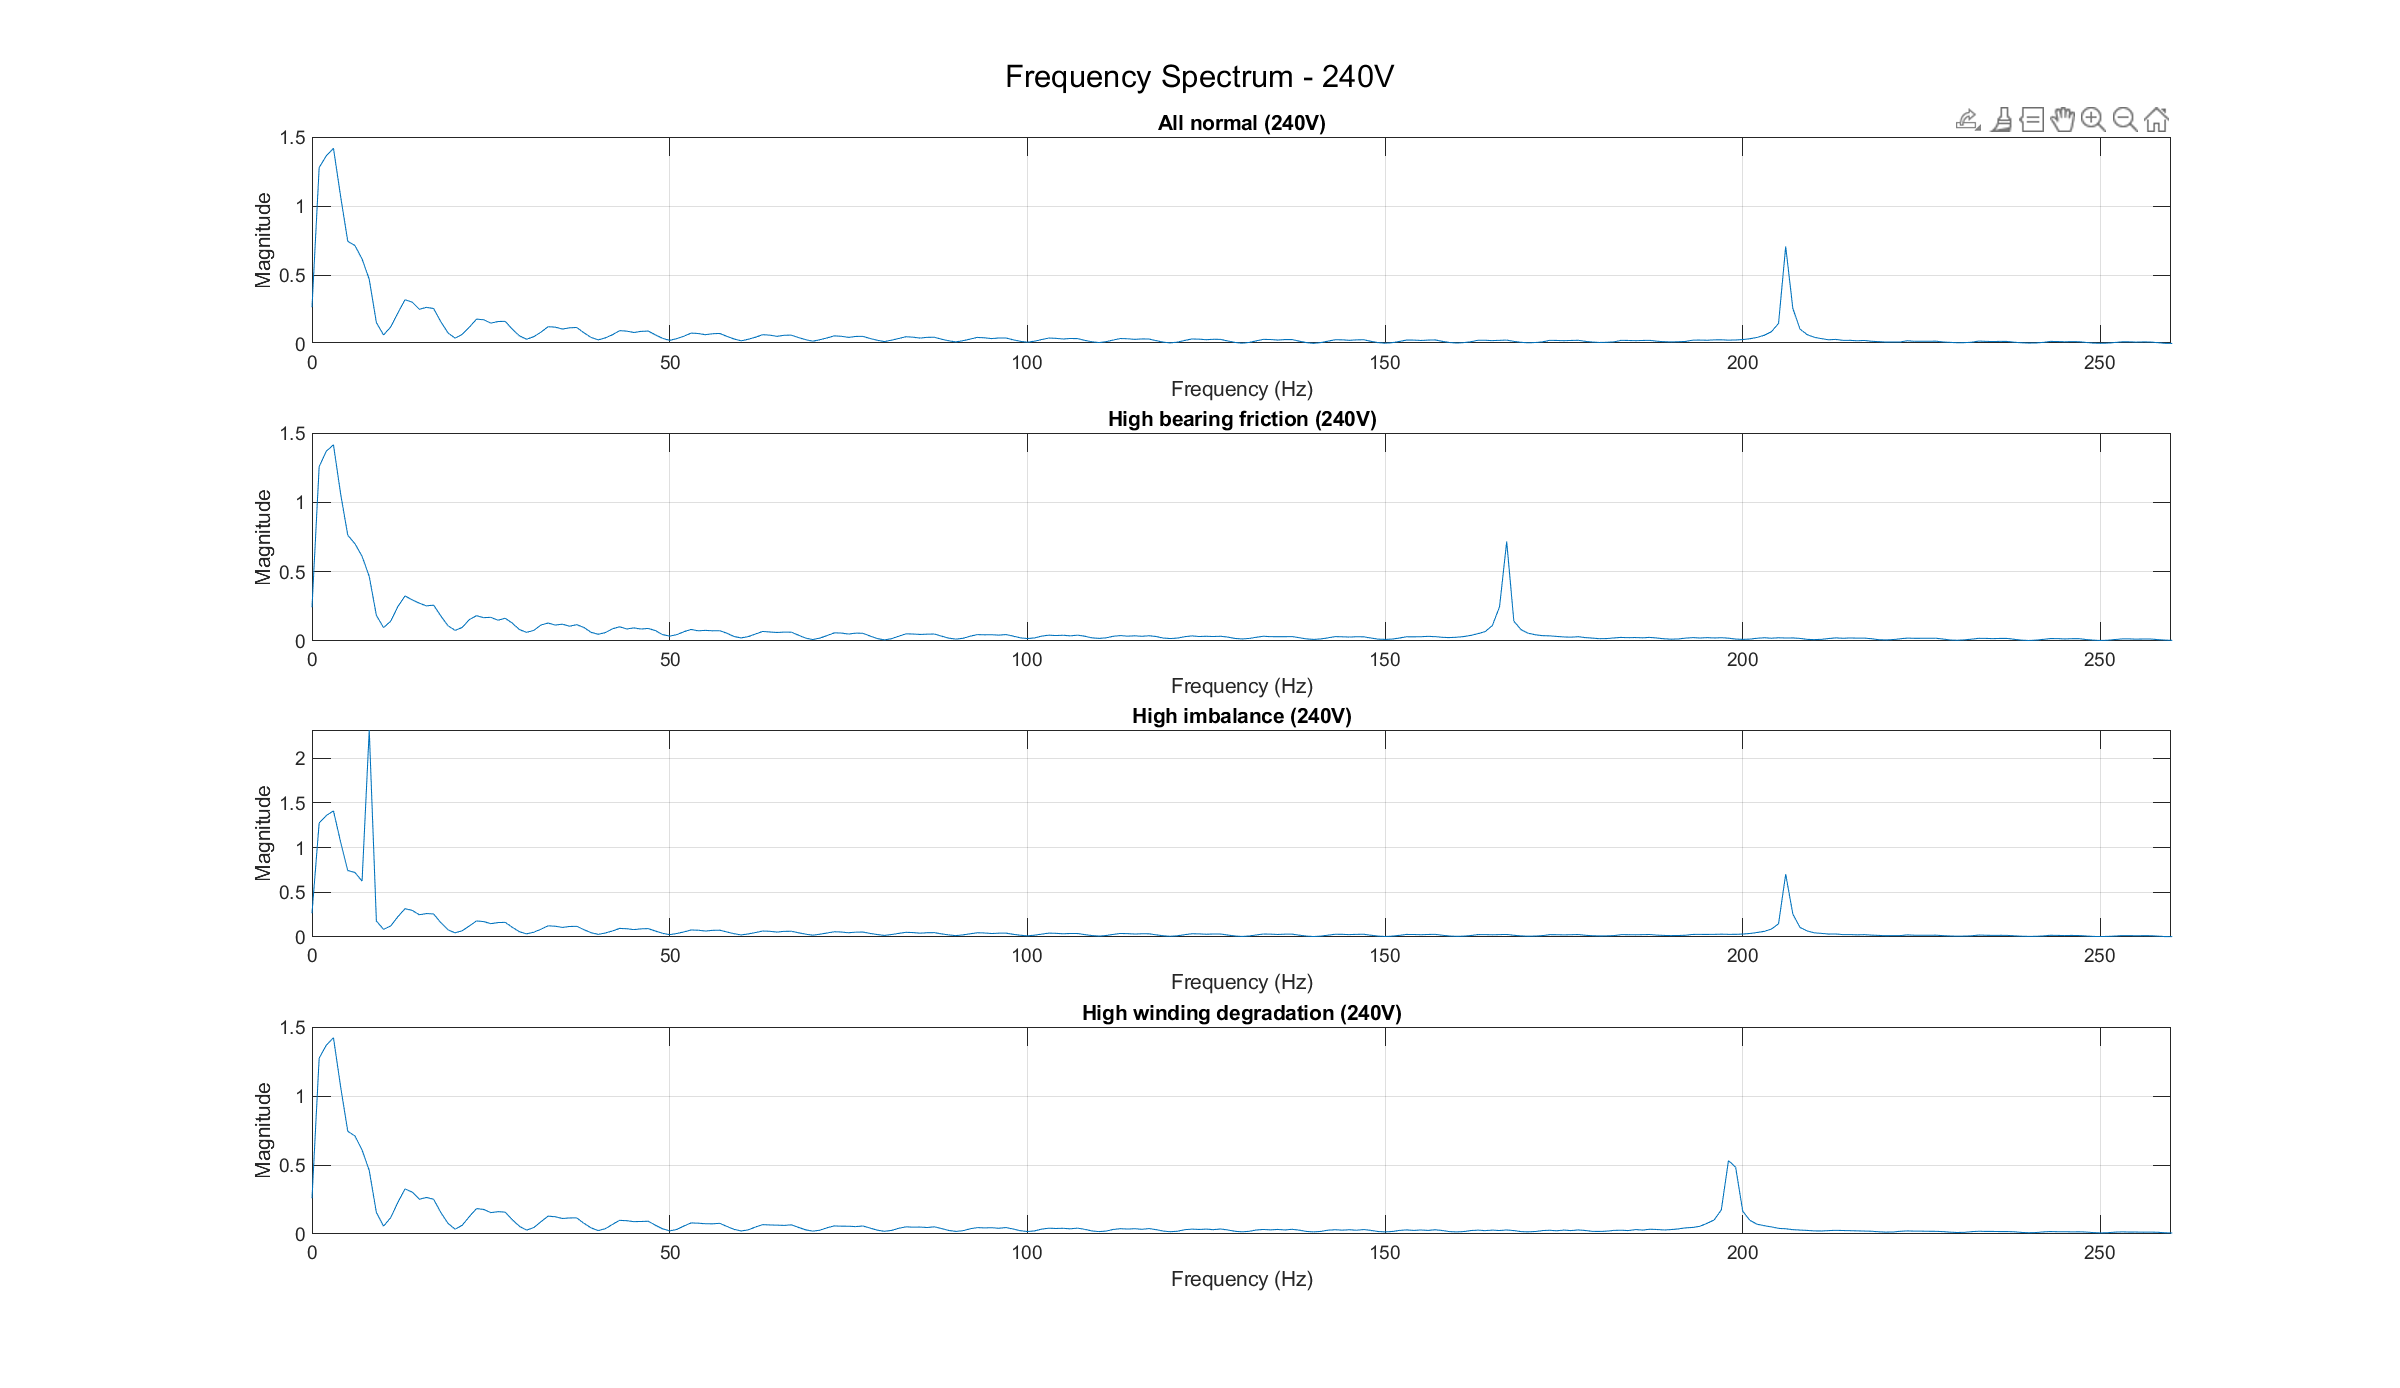 Frequency Spectrum - 240V
All normal (240V)
1.5
1
0.5
0
Magnitude
0 50 100 150 200 250
Frequency (Hz)
High bearing friction (240V)
1.5
1
0.5
0
Magnitude
0 50 100 150 200 250
Frequency (Hz)
High imbalance (240V)
2
1.5
1
0.5
0
Magnitude
0 50 100 150 200 250
Frequency (Hz)
High winding degradation (240V)
1.5
1
0.5
0
Magnitude
0 50 100 150 200 250
Frequency (Hz)